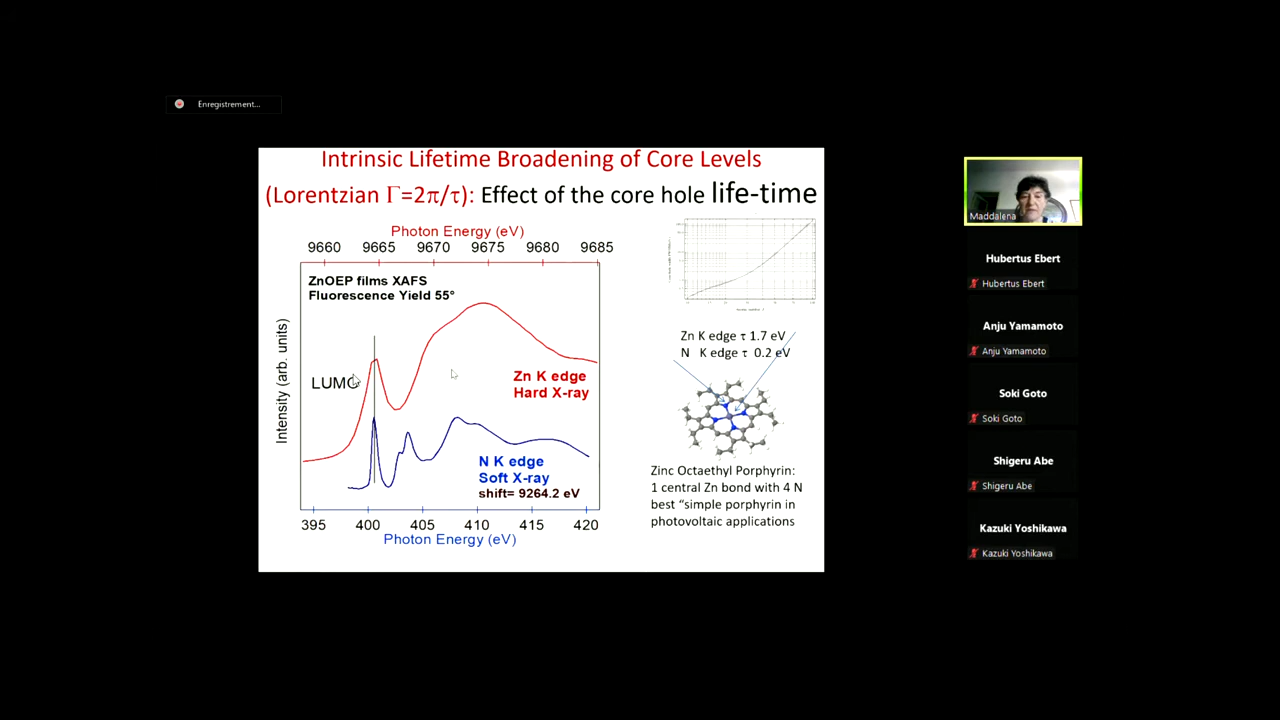 Enregistrement...
Intrinsic Lifetime Broadening of Core Levels
(Lorentzian Γ=2π/τ): Effect of the core hole life-time
Photon Energy (eV)
9660 9665 9670 9675 9680 9685
ZnOEP films XAFS
Fluorescence Yield 55°
Intensity (arb. units)
LUMO
Zn K edge
Hard X-ray
N K edge
Soft X-ray
shift= 9264.2 eV
395 400 405 410 415 420
Photon Energy (eV)
Zn K edge τ 1.7 eV
N K edge τ 0.2 eV
Zinc Octaethyl Porphyrin:
1 central Zn bond with 4 N
best “simple porphyrin in
photovoltaic applications
Maddalena
Hubertus Ebert
Hubertus Ebert
Anju Yamamoto
Anju Yamamoto
Soki Goto
Soki Goto
Shigeru Abe
Shigeru Abe
Kazuki Yoshikawa
Kazuki Yoshikawa